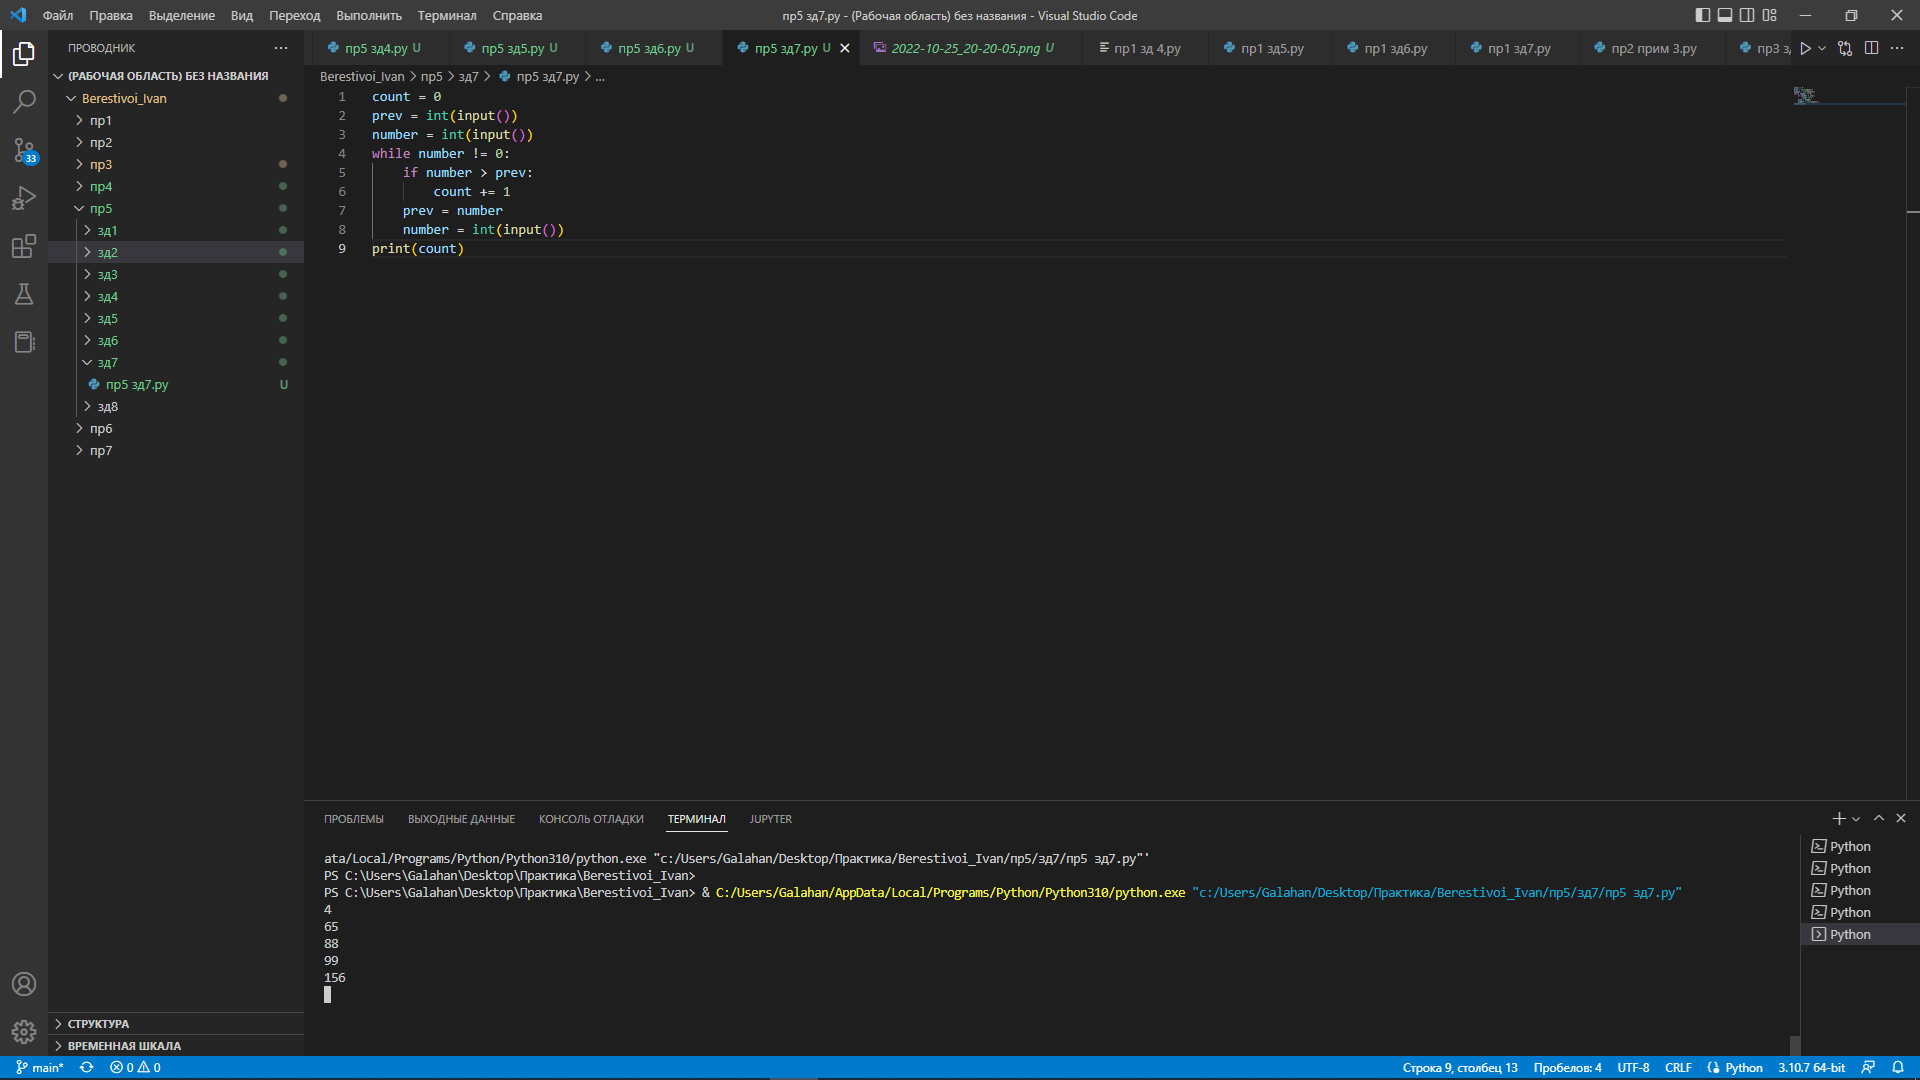 Файл Правка Выделение Вид Переход Выполнить Терминал Справка
пр5 зд7.py - (Рабочая область) без названия - Visual Studio Code
ПРОВОДНИК
(РАБОЧАЯ ОБЛАСТЬ) БЕЗ НАЗВАНИЯ
Berestivoi_Ivan
пр1
пр2
пр3
пр4
пр5
зд1
зд2
зд3
зд4
зд5
зд6
зд7
пр5 зд7.py U
зд8
пр6
пр7
СТРУКТУРА
ВРЕМЕННАЯ ШКАЛА
33
пр5 зд4.py U пр5 зд5.py U пр5 зд6.py U пр5 зд7.py U 2022-10-25_20-20-05.png U пр1 зд 4,py пр1 зд5.py пр1 зд6.py пр1 зд7.py пр2 прим 3.py пр3 з
Berestivoi_Ivan > пр5 > зд7 > пр5 зд7.py > ...
1 count = 0
2 prev = int(input())
3 number = int(input())
4 while number != 0:
5 if number > prev:
6 count += 1
7 prev = number
8 number = int(input())
9 print(count)
ПРОБЛЕМЫ ВЫХОДНЫЕ ДАННЫЕ КОНСОЛЬ ОТЛАДКИ ТЕРМИНАЛ JUPYTER
ata/Local/Programs/Python/Python310/python.exe "c:/Users/Galahan/Desktop/Практика/Berestivoi_Ivan/пр5/зд7/пр5 зд7.py"'
PS C:\Users\Galahan\Desktop\Практика\Berestivoi_Ivan>
PS C:\Users\Galahan\Desktop\Практика\Berestivoi_Ivan> & C:/Users/Galahan/AppData/Local/Programs/Python/Python310/python.exe "c:/Users/Galahan/Desktop/Практика/Berestivoi_Ivan/пр5/зд7/пр5 зд7.py"
4
65
88
99
156
Python
Python
Python
Python
Python
main* 0 0 Строка 9, столбец 13 Пробелов: 4 UTF-8 CRLF Python 3.10.7 64-bit